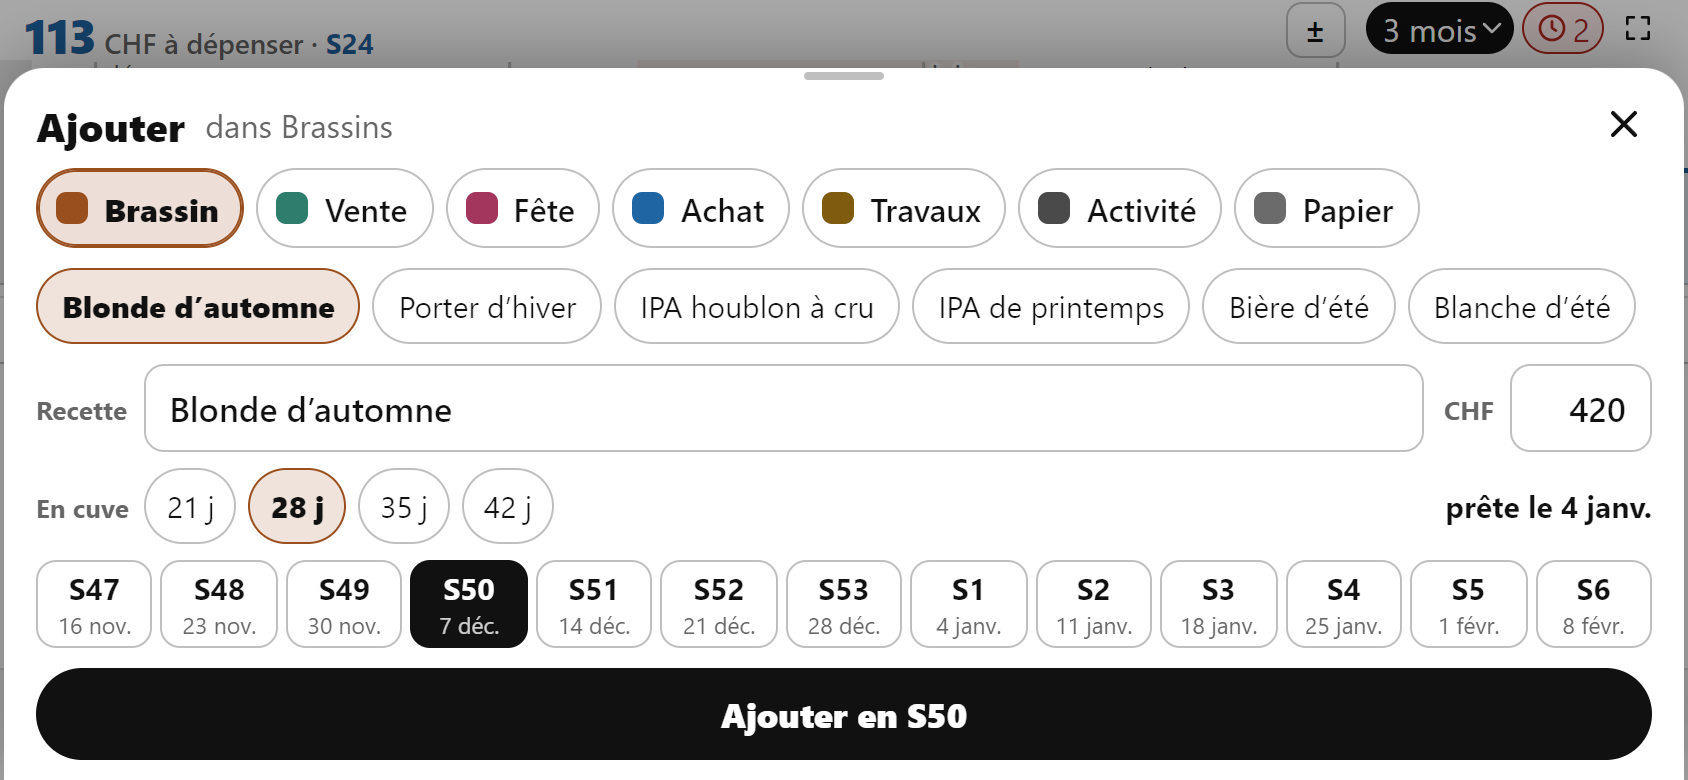 113 CHF à dépenser · S24
± 3 mois 2
Ajouter dans Brassins
Brassin Vente Fête Achat Travaux Activité Papier
Blonde d’automne Porter d’hiver IPA houblon à cru IPA de printemps Bière d’été Blanche d’été
Recette Blonde d’automne CHF 420
En cuve 21 j 28 j 35 j 42 j prête le 4 janv.
S47 S48 S49 S50 S51 S52 S53 S1 S2 S3 S4 S5 S6
16 nov. 23 nov. 30 nov. 7 déc. 14 déc. 21 déc. 28 déc. 4 janv. 11 janv. 18 janv. 25 janv. 1 févr. 8 févr.
Ajouter en S50